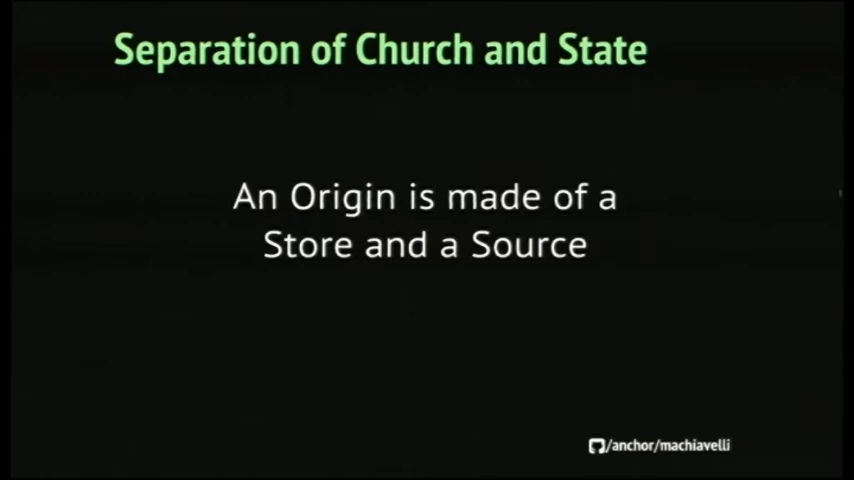 Separation of Church and State
An Origin is made of a
Store and a Source
/anchor/machiavelli